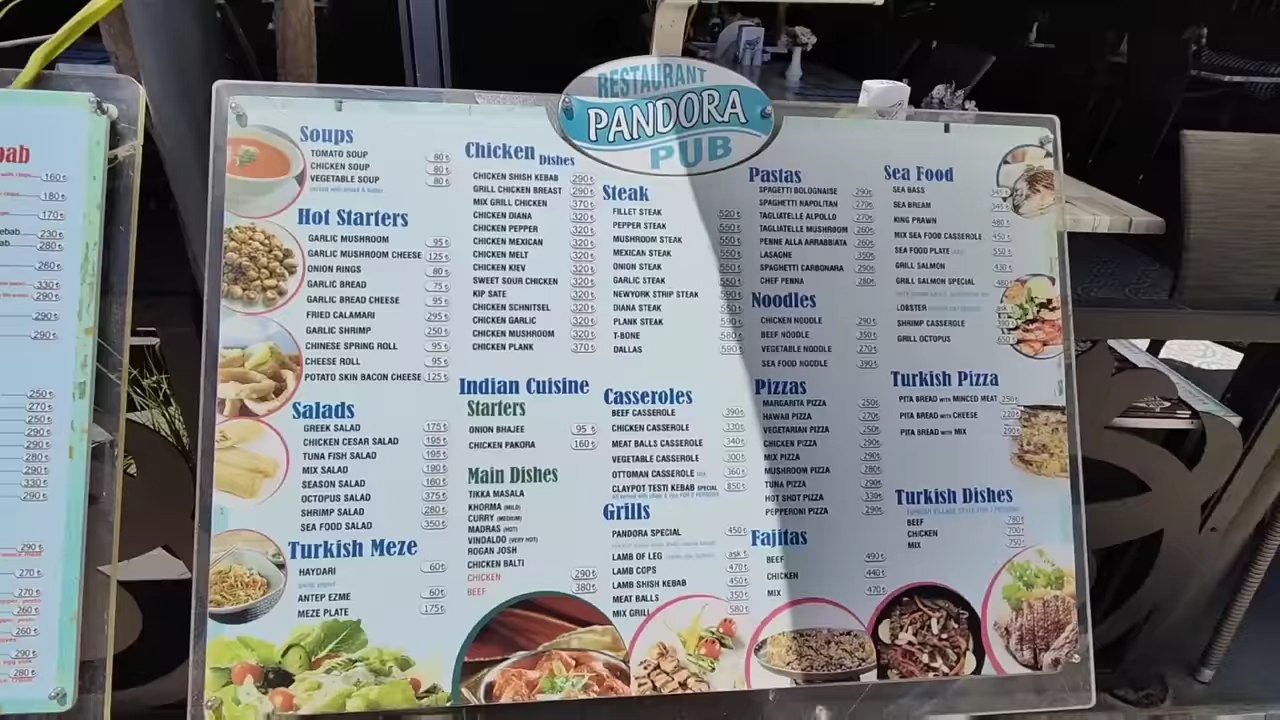 bab
160₺
180₺
170₺
230₺
280₺
260₺
330₺
290₺
290₺
290₺
250₺
270₺
250₺
290₺
290₺
280₺
290₺
330₺
290₺
290₺
270₺
260₺
260₺
290₺
280₺
RESTAURANT
PANDORA
PUB
Soups
TOMATO SOUP 80₺
CHICKEN SOUP 80₺
VEGETABLE SOUP 80₺
Hot Starters
GARLIC MUSHROOM 95₺
GARLIC MUSHROOM CHEESE 125₺
ONION RINGS 80₺
GARLIC BREAD 75₺
GARLIC BREAD CHEESE 95₺
FRIED CALAMARI 295₺
GARLIC SHRIMP 250₺
CHINESE SPRING ROLL 95₺
CHEESE ROLL 95₺
POTATO SKIN BACON CHEESE 125₺
Salads
GREEK SALAD 175₺
CHICKEN CESAR SALAD 195₺
TUNA FISH SALAD 195₺
MIX SALAD 190₺
SEASON SALAD 160₺
OCTOPUS SALAD 375₺
SHRIMP SALAD 280₺
SEA FOOD SALAD 350₺
Turkish Meze
HAYDARI 60₺
ANTEP EZME 60₺
MEZE PLATE 175₺
Chicken Dishes
CHICKEN SHISH KEBAB 290₺
GRILL CHICKEN BREAST 290₺
MIX GRILL CHICKEN 370₺
CHICKEN DIANA 320₺
CHICKEN PEPPER 320₺
CHICKEN MEXICAN 320₺
CHICKEN MELT 320₺
CHICKEN KIEV 320₺
SWEET SOUR CHICKEN 320₺
KIP SATE 320₺
CHICKEN SCHNITSEL 320₺
CHICKEN GARLIC 320₺
CHICKEN MUSHROOM 320₺
CHICKEN PLANK 370₺
Indian Cuisine
Starters
ONION BHAJEE 95₺
CHICKEN PAKORA 160₺
Main Dishes
TIKKA MASALA
KHORMA (MILD)
CURRY (MEDIUM)
MADRAS (HOT)
VINDALOO (VERY HOT)
ROGAN JOSH
CHICKEN BALTI
CHICKEN 290₺
BEEF 380₺
Steak
FILLET STEAK 520₺
PEPPER STEAK 550₺
MUSHROOM STEAK 550₺
MEXICAN STEAK 550₺
ONION STEAK 550₺
GARLIC STEAK 550₺
NEWYORK STRIP STEAK 590₺
DIANA STEAK 550₺
PLANK STEAK 590₺
T-BONE 580₺
DALLAS 590₺
Casseroles
BEEF CASSEROLE 390₺
CHICKEN CASSEROLE 330₺
MEAT BALLS CASSEROLE 340₺
VEGETABLE CASSEROLE 300₺
OTTOMAN CASSEROLE 360₺
CLAYPOT TESTI KEBAB SPECIAL 850₺
Grills
PANDORA SPECIAL 450₺
LAMB OF LEG ask₺
LAMB COPS 470₺
LAMB SHISH KEBAB 450₺
MEAT BALLS 350₺
MIX GRILL 580₺
Pastas
SPAGETTI BOLOGNAISE 290₺
SPAGHETTI NAPOLITAN 270₺
TAGLIATELLE ALPOLLO 270₺
TAGLIATELLE MUSHROOM 260₺
PENNE ALLA ARRABBIATA 260₺
LASAGNE 350₺
SPAGHETTI CARBONARA 290₺
CHEF PENNA 280₺
Noodles
CHICKEN NOODLE 290₺
BEEF NOODLE 350₺
VEGETABLE NOODLE 270₺
SEA FOOD NOODLE 390₺
Pizzas
MARGARITA PIZZA 250₺
HAWAII PIZZA 270₺
VEGETARIAN PIZZA 250₺
CHICKEN PIZZA 290₺
MIX PIZZA 290₺
MUSHROOM PIZZA 280₺
TUNA PIZZA 290₺
HOT SHOT PIZZA 330₺
PEPPERONI PIZZA 290₺
Fajitas
BEEF 490₺
CHICKEN 440₺
MIX 470₺
Sea Food
SEA BASS 345₺
SEA BREAM 345₺
KING PRAWN 480₺
MIX SEA FOOD CASSEROLE 450₺
SEA FOOD PLATE 550₺
GRILL SALMON 430₺
GRILL SALMON SPECIAL 480₺
LOBSTER ask
SHRIMP CASSEROLE 390₺
GRILL OCTOPUS 650₺
Turkish Pizza
PITA BREAD WITH MINCED MEAT 250₺
PITA BREAD WITH CHEESE 220₺
PITA BREAD WITH MIX 290₺
Turkish Dishes
BEEF 780₺
CHICKEN 700₺
MIX 750₺